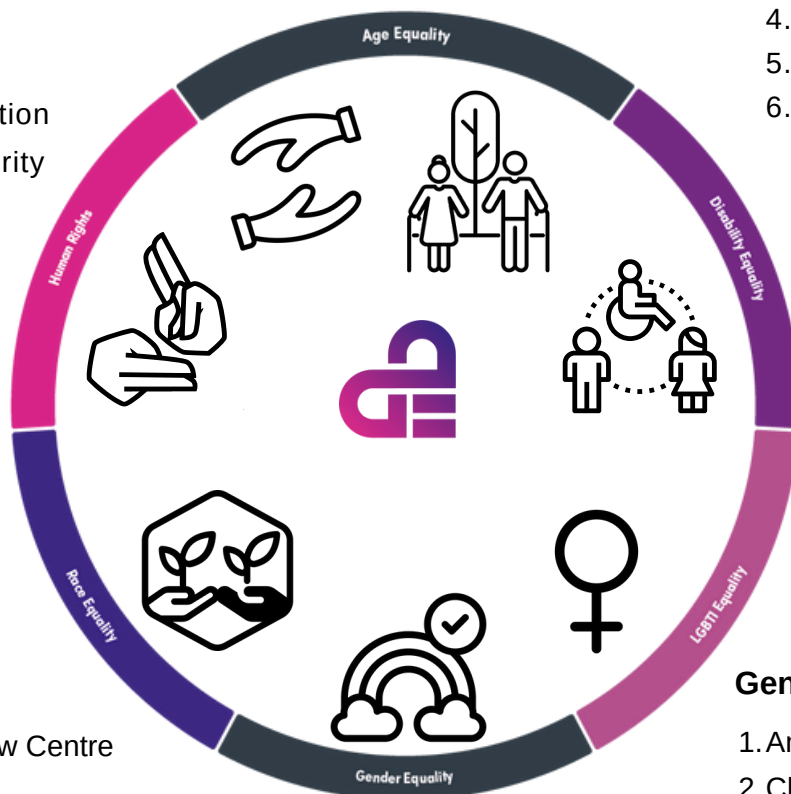 4.
5.
6.
Age Equality
tion
rity
Human Rights
Disability Equality
Race Equality
LGBTI Equality
Gen
w Centre
1. Ar
Gender Equality